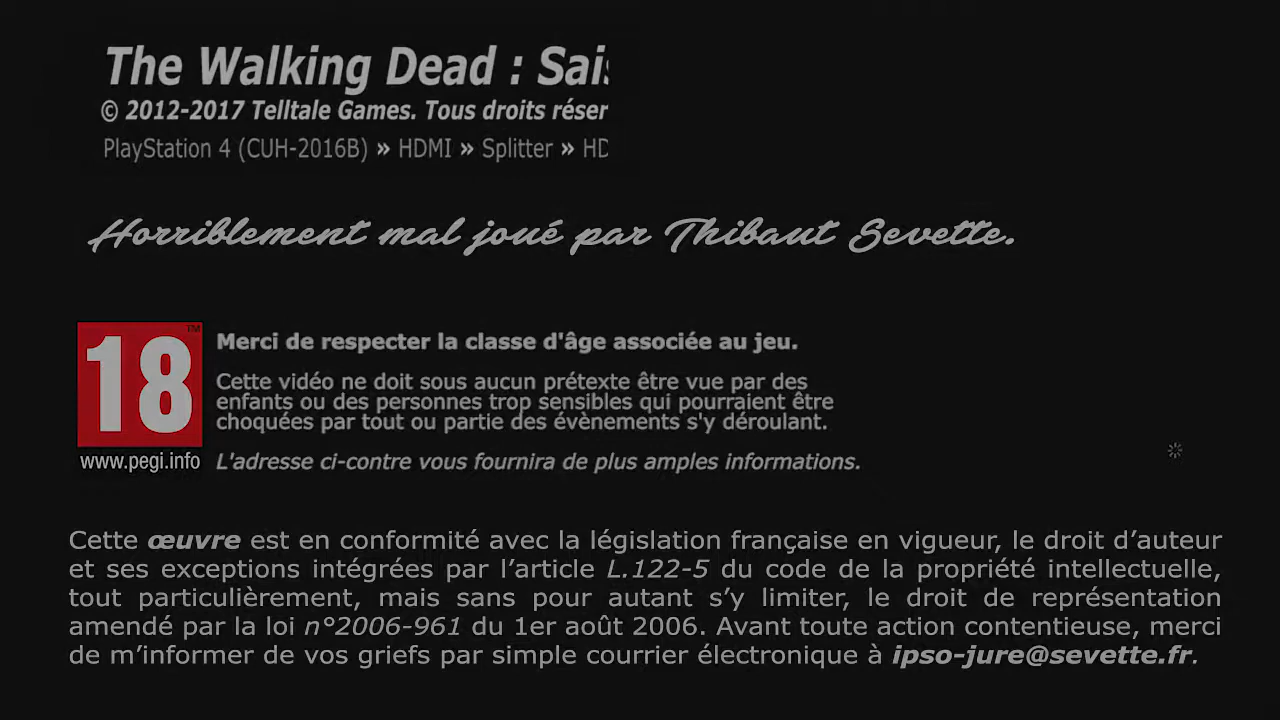 The Walking Dead : Sai
© 2012-2017 Telltale Games. Tous droits réser
PlayStation 4 (CUH-2016B) » HDMI » Splitter » HD
Horriblement mal joué par Thibaut Sevette.
18
TM
www.pegi.info
Merci de respecter la classe d'âge associée au jeu.
Cette vidéo ne doit sous aucun prétexte être vue par des
enfants ou des personnes trop sensibles qui pourraient être
choquées par tout ou partie des évènements s'y déroulant.
L'adresse ci-contre vous fournira de plus amples informations.
Cette œuvre est en conformité avec la législation française en vigueur, le droit d’auteur
et ses exceptions intégrées par l’article L.122-5 du code de la propriété intellectuelle,
tout particulièrement, mais sans pour autant s’y limiter, le droit de représentation
amendé par la loi n°2006-961 du 1er août 2006. Avant toute action contentieuse, merci
de m’informer de vos griefs par simple courrier électronique à ipso-jure@sevette.fr.